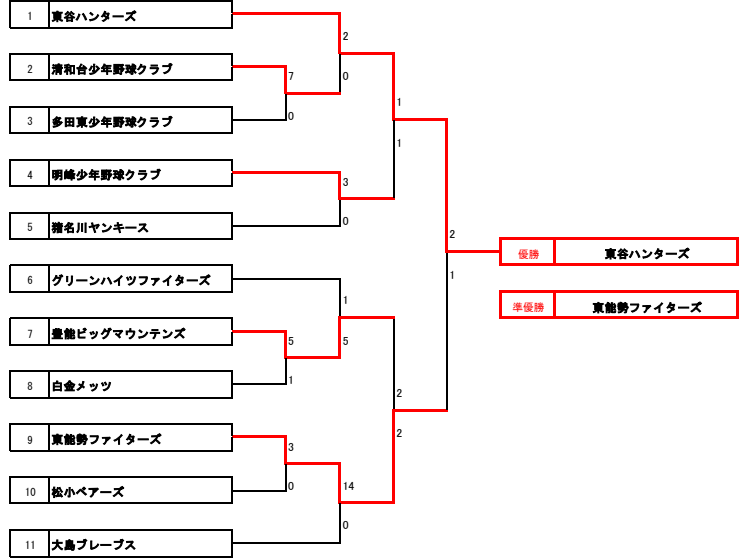 1 東谷ハンターズ
2
2 清和台少年野球クラブ
7
0
0
3 多田東少年野球クラブ
1
1
4 明峰少年野球クラブ
3
0
5 猪名川ヤンキース
2
優勝 東谷ハンターズ
1
6 グリーンハイツファイターズ
1
準優勝 東能勢ファイターズ
7 豊能ビッグマウンテンズ
5
5
1
8 白金メッツ
2
2
9 東能勢ファイターズ
3
0
14
10 松小ベアーズ
0
11 大島ブレーブス